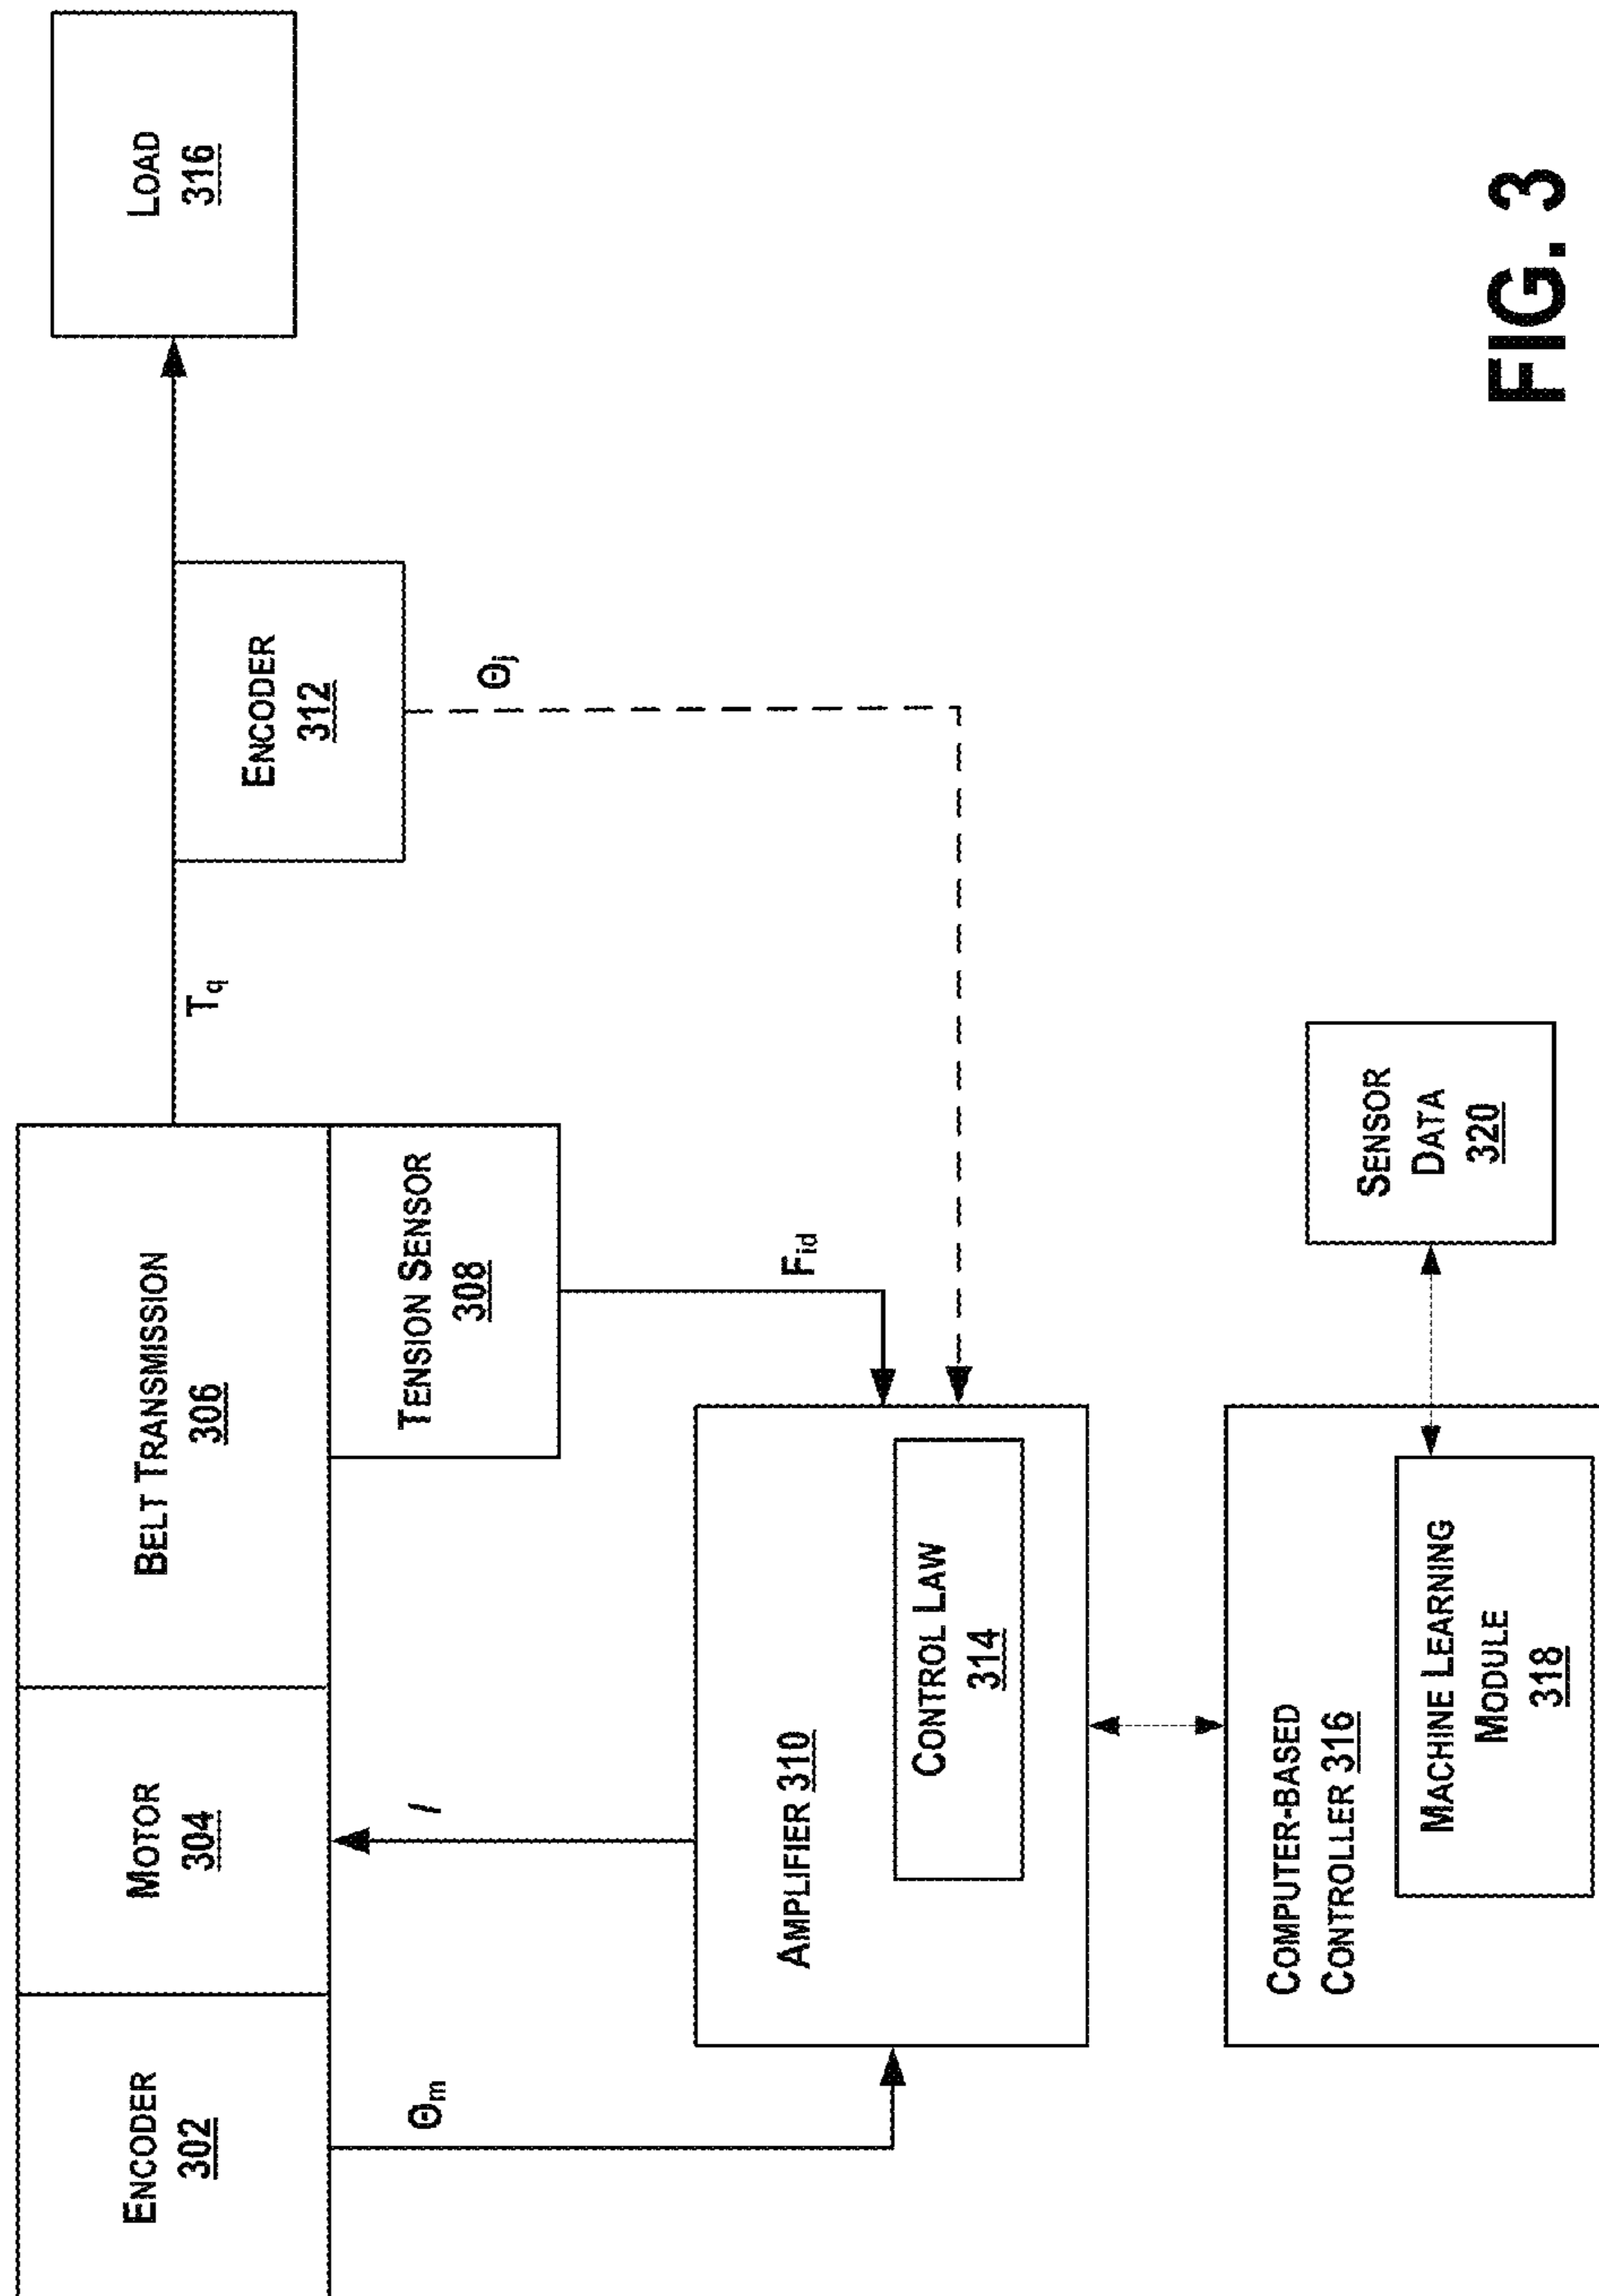 ENCODER
302
MOTOR
304
BELT TRANSMISSION
306
TENSION SENSOR
308
Tq
ENCODER
312
LOAD
316
Θm
I
Fid
Θj
AMPLIFIER 310
CONTROL LAW
314
COMPUTER-BASED
CONTROLLER 316
MACHINE LEARNING
MODULE
318
SENSOR
DATA
320
FIG. 3